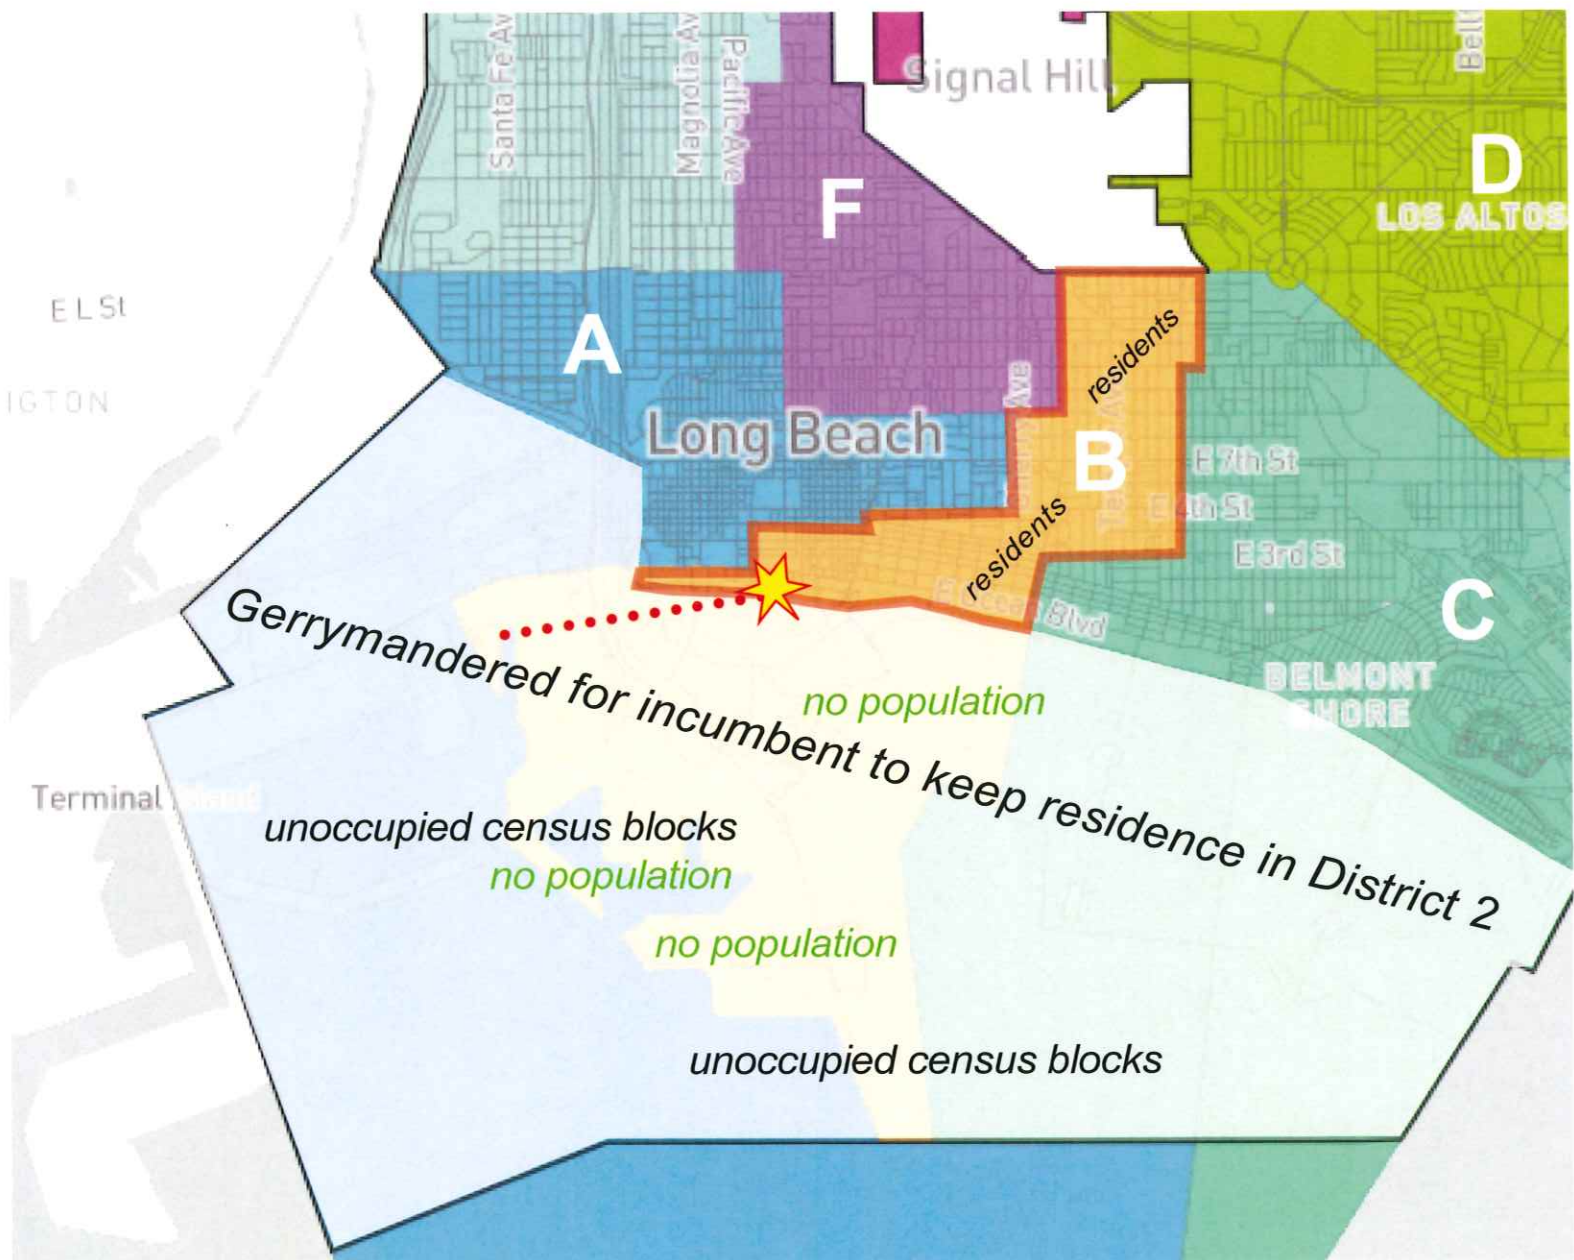 Santa Fe Av
Magnolia Av
Pacific Ave
Signal Hill
D
LOS ALTOS
F
E L St
A
residents
IGTON
Long Beach
B
E 7th St
E 4th St
residents
E 3rd St
E Ocean Blvd
C
BELMONT
SHORE
Gerrymandered for incumbent to keep residence in District 2
no population
Terminal Island
unoccupied census blocks
no population
no population
unoccupied census blocks